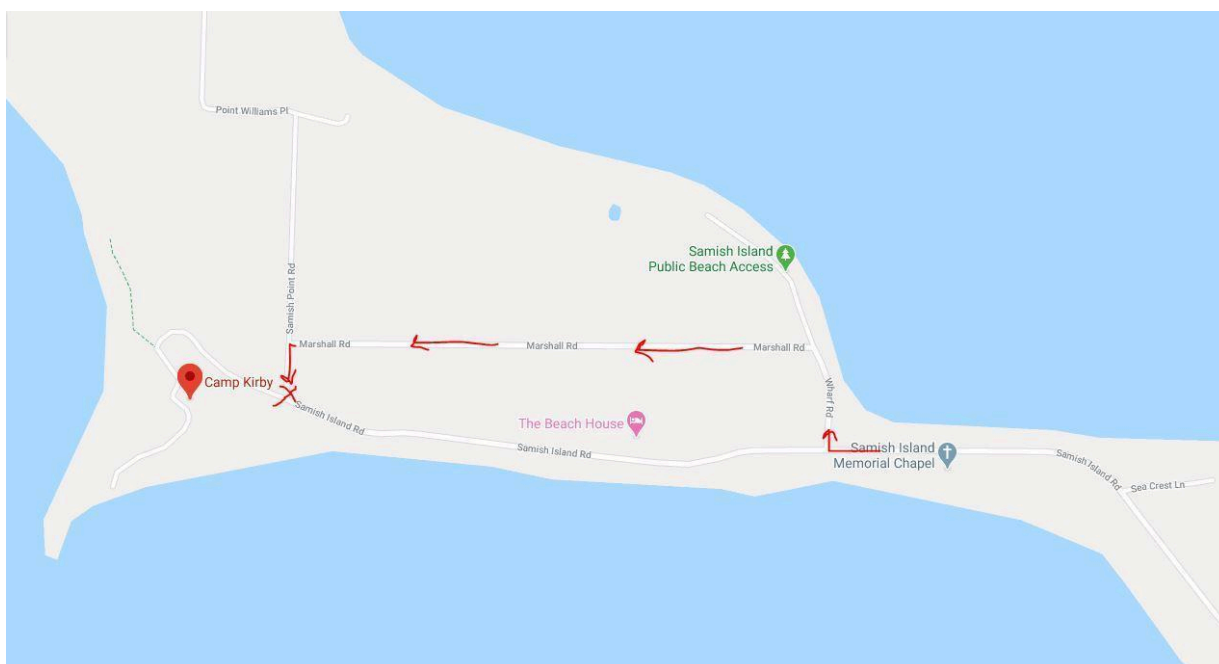 Point Williams Pl
Samish Island
Public Beach Access
Samish Point Rd
Marshall Rd
Marshall Rd
Marshall Rd
Camp Kirby
Wharf Rd
Samish Island Rd
The Beach House
Samish Island Rd
Samish Island
Memorial Chapel
Samish Island Rd
Sea Crest Ln